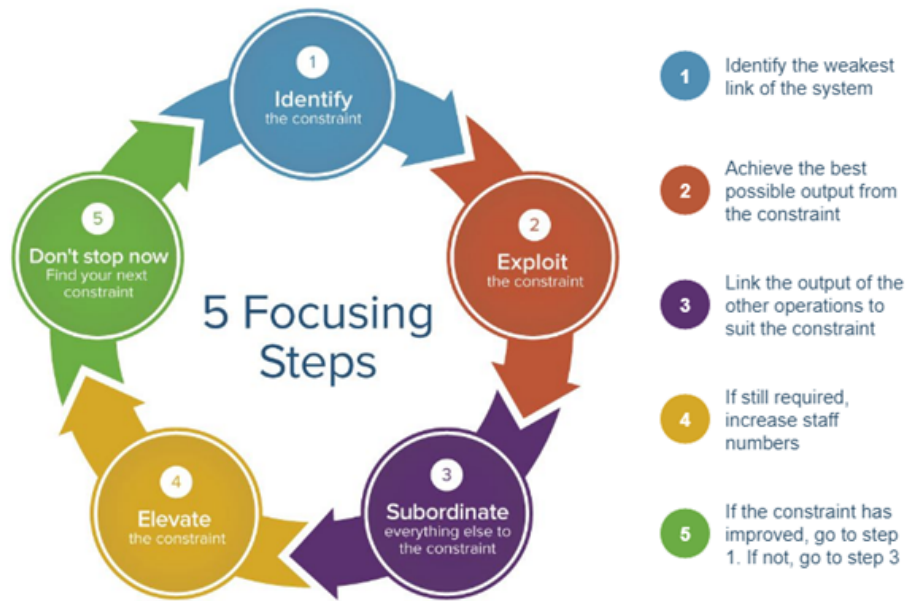 1
Identify
the constraint
2
Exploit
the constraint
3
Subordinate
everything else to
the constraint
4
Elevate
the constraint
5
Don't stop now
Find your next
constraint
5 Focusing
Steps
1
Identify the weakest
link of the system
2
Achieve the best
possible output from
the constraint
3
Link the output of the
other operations to
suit the constraint
4
If still required,
increase staff
numbers
5
If the constraint has
improved, go to step
1. If not, go to step 3